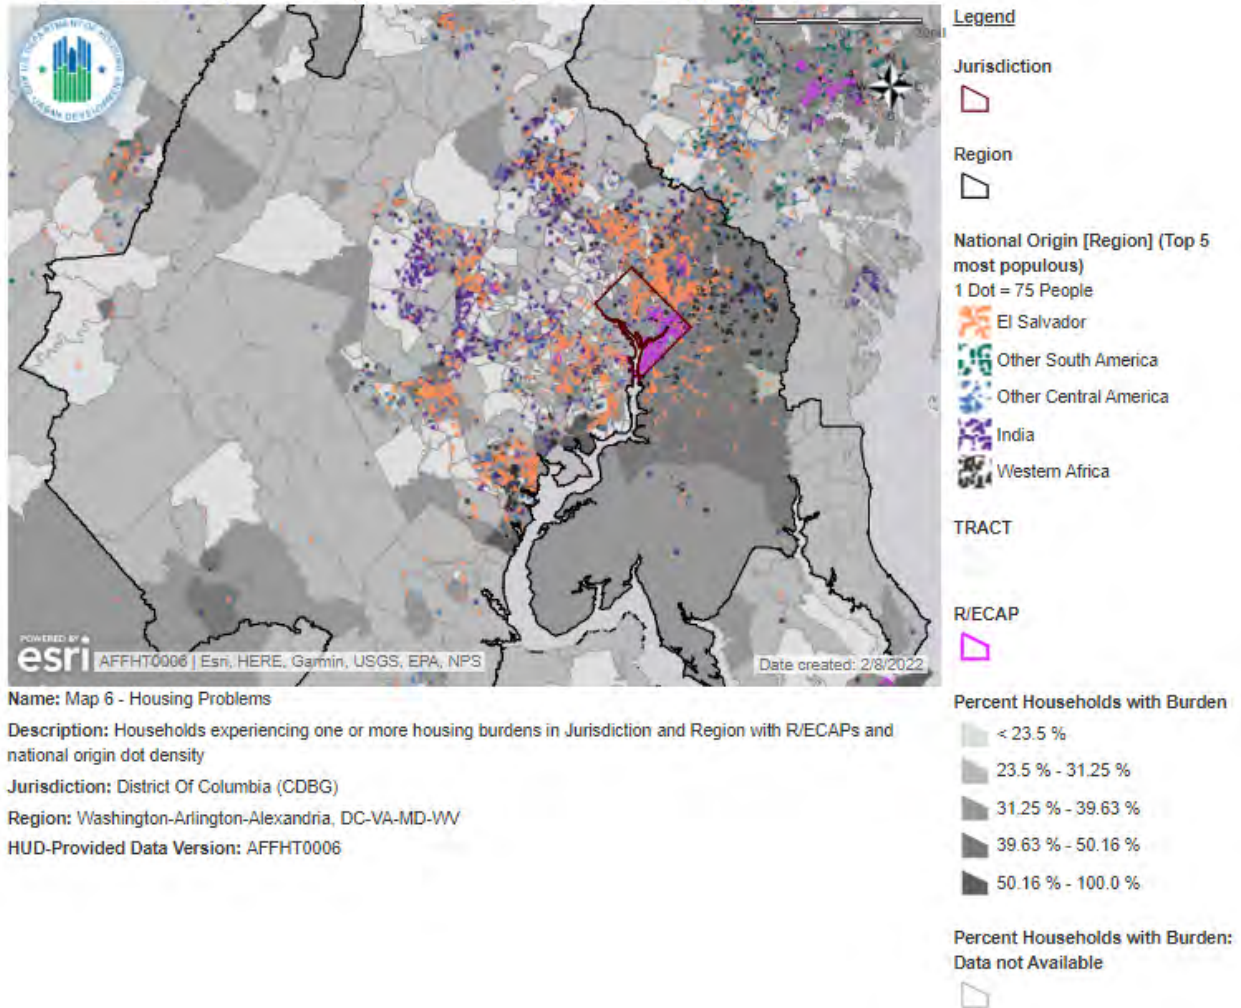 Legend
Jurisdiction
Region
National Origin [Region] (Top 5
most populous)
1 Dot = 75 People
El Salvador
Other South America
Other Central America
India
Western Africa
TRACT
R/ECAP
Percent Households with Burden
< 23.5 %
23.5 % - 31.25 %
31.25 % - 39.63 %
39.63 % - 50.16 %
50.16 % - 100.0 %
Percent Households with Burden:
Data not Available
POWERED BY
esri
AFFHT0006 | Esri, HERE, Garmin, USGS, EPA, NPS
Date created: 2/8/2022
Name: Map 6 - Housing Problems
Description: Households experiencing one or more housing burdens in Jurisdiction and Region with R/ECAPs and
national origin dot density
Jurisdiction: District Of Columbia (CDBG)
Region: Washington-Arlington-Alexandria, DC-VA-MD-WV
HUD-Provided Data Version: AFFHT0006